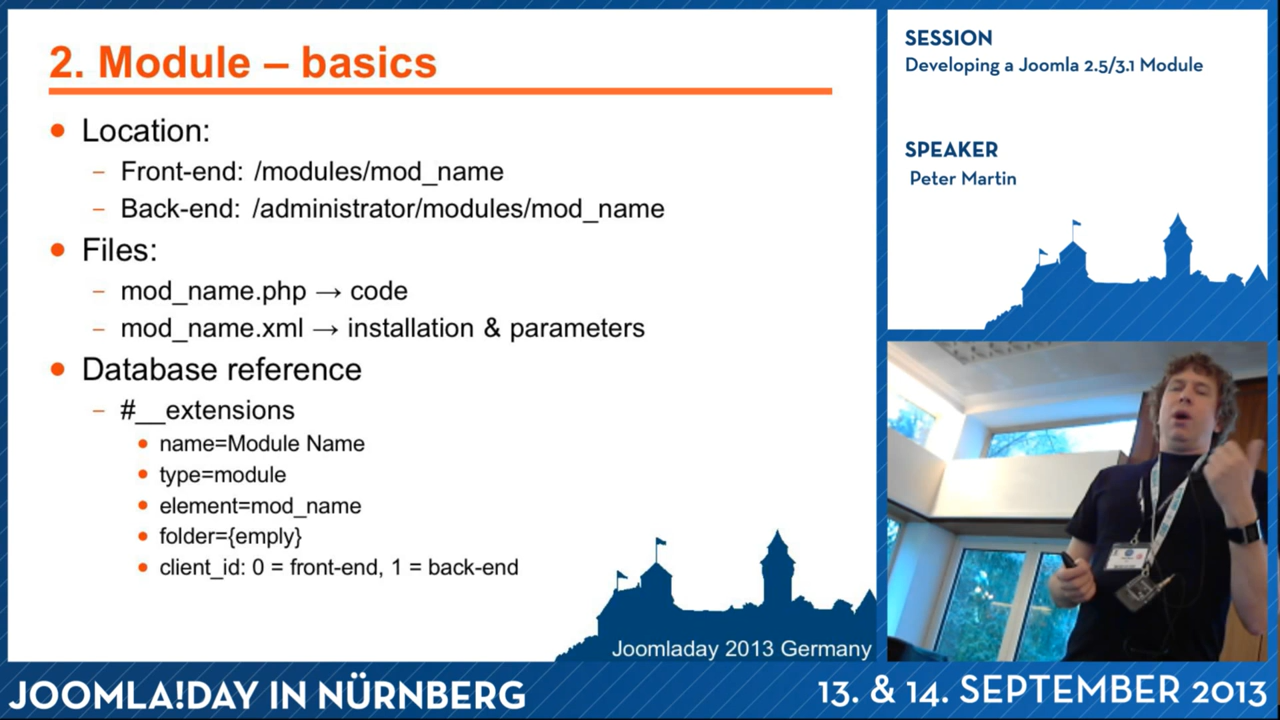 2. Module – basics
Location:
Front-end: /modules/mod_name
Back-end: /administrator/modules/mod_name
Files:
mod_name.php → code
mod_name.xml → installation & parameters
Database reference
#__extensions
name=Module Name
type=module
element=mod_name
folder={emply}
client_id: 0 = front-end, 1 = back-end
Joomladay 2013 Germany
SESSION
Developing a Joomla 2.5/3.1 Module
SPEAKER
Peter Martin
JOOMLA!DAY IN NÜRNBERG
13. & 14. SEPTEMBER 2013